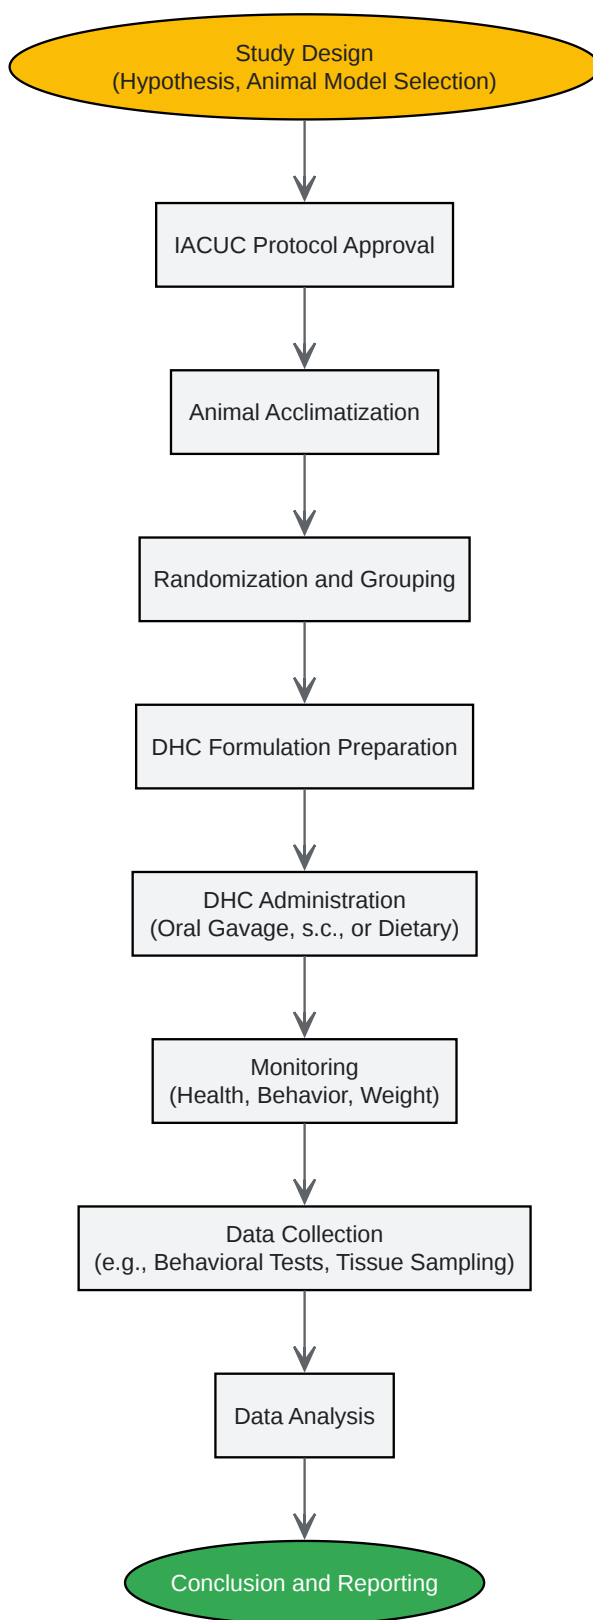 Study Design
(Hypothesis, Animal Model Selection)
IACUC Protocol Approval
Animal Acclimatization
Randomization and Grouping
DHC Formulation Preparation
DHC Administration
(Oral Gavage, s.c., or Dietary)
Monitoring
(Health, Behavior, Weight)
Data Collection
(e.g., Behavioral Tests, Tissue Sampling)
Data Analysis
Conclusion and Reporting